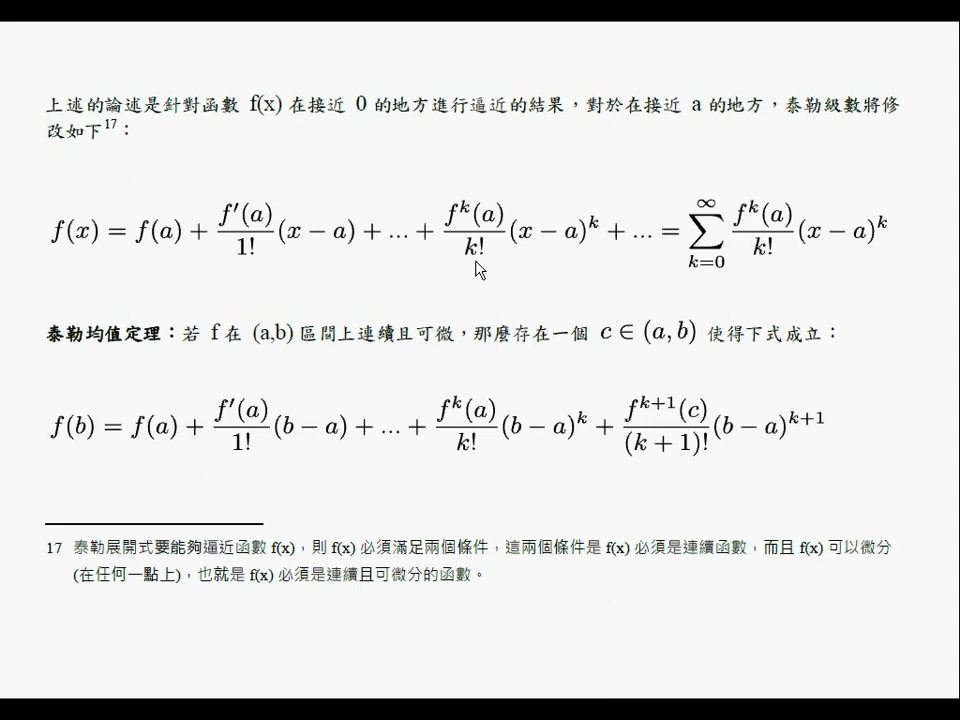 上述的論述是針對函數 f(x) 在接近 0 的地方進行逼近的結果，對於在接近 a 的地方，泰勒級數將修
改如下17：
f(x) = f(a) + \frac{f'(a)}{1!}(x − a) + ... + \frac{f^k(a)}{k!}(x − a)^k + ... = \sum_{k=0}^{∞} \frac{f^k(a)}{k!}(x − a)^k
泰勒均值定理：若 f 在 (a,b) 區間上連續且可微，那麼存在一個 c ∈ (a, b) 使得下式成立：
f(b) = f(a) + \frac{f'(a)}{1!}(b − a) + ... + \frac{f^k(a)}{k!}(b − a)^k + \frac{f^{k+1}(c)}{(k + 1)!}(b − a)^{k+1}
17 泰勒展開式要能夠逼近函數 f(x)，則 f(x) 必須滿足兩個條件，這兩個條件是 f(x) 必須是連續函數，而且 f(x) 可以微分
(在任何一點上)，也就是 f(x) 必須是連續且可微分的函數。